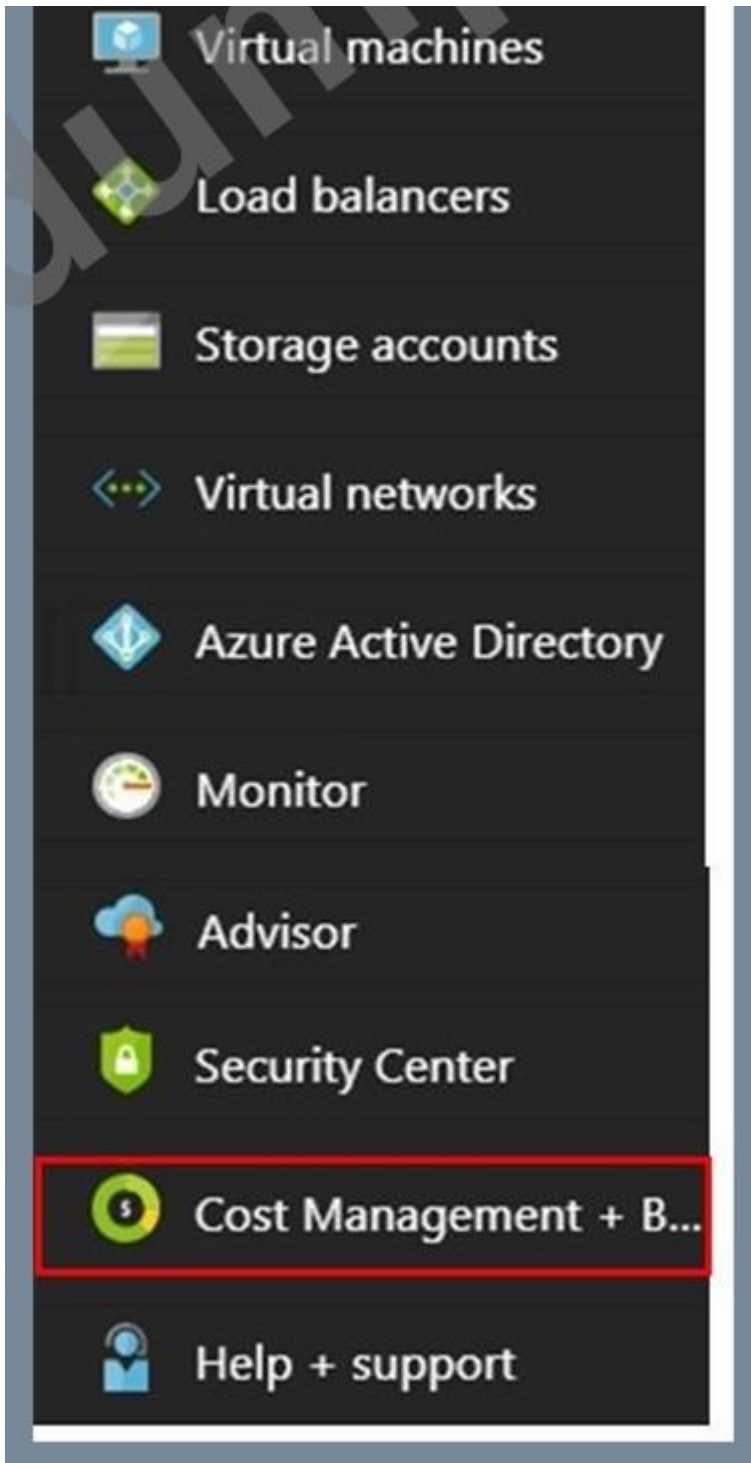 Virtual machines
Load balancers
Storage accounts
Virtual networks
Azure Active Directory
Monitor
Advisor
Security Center
Cost Management + B...
Help + support